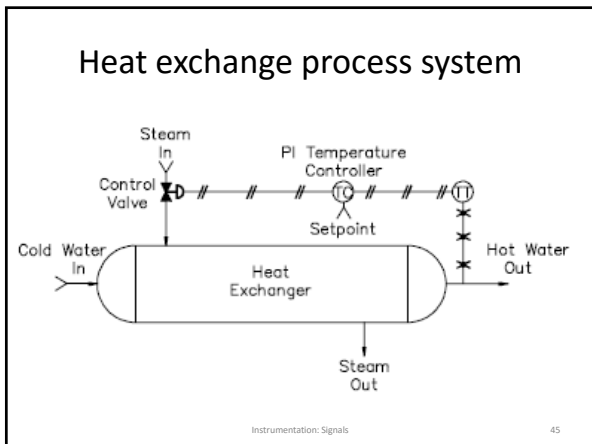 Heat exchange process system
Steam
In
PI Temperature
Controller
Control
Valve
TC
TT
Setpoint
Cold Water
In
Heat
Exchanger
Hot Water
Out
Steam
Out
Instrumentation: Signals
45